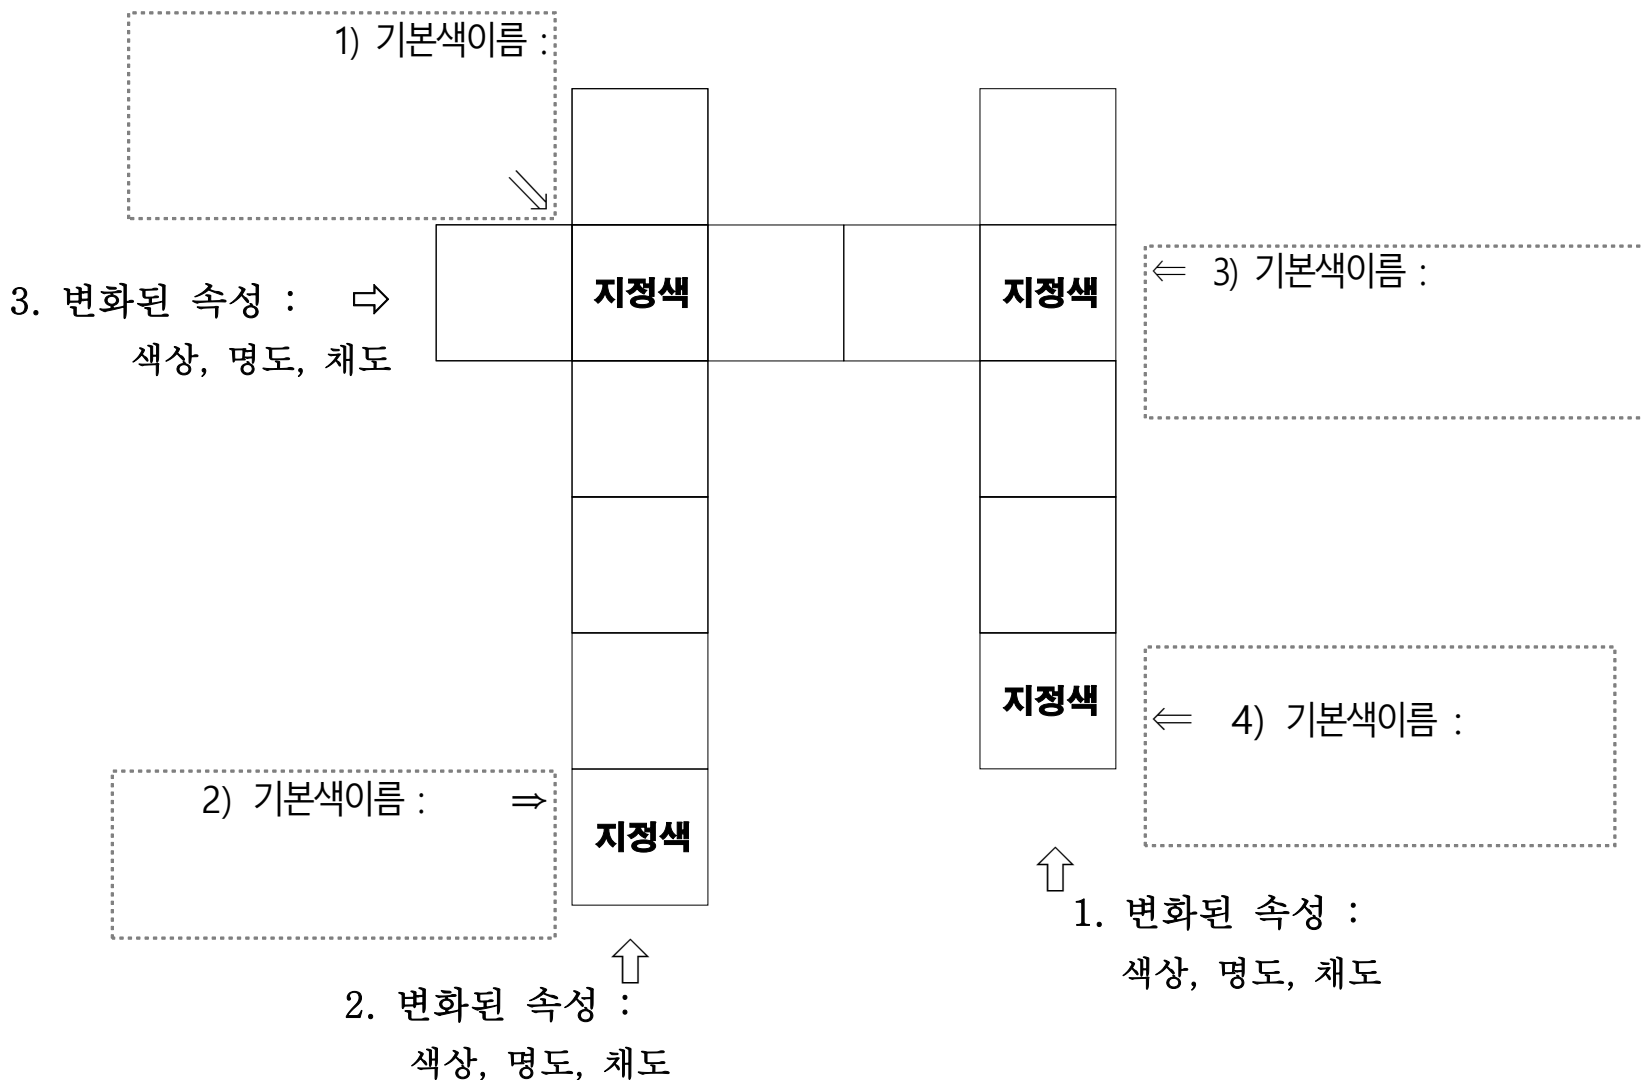 1) 기본색이름 :
지정색
지정색
⇐ 3) 기본색이름 :
3. 변화된 속성 : ⇨
색상, 명도, 채도
지정색
⇐ 4) 기본색이름 :
2) 기본색이름 : ⇒
지정색
1. 변화된 속성 :
색상, 명도, 채도
2. 변화된 속성 :
색상, 명도, 채도